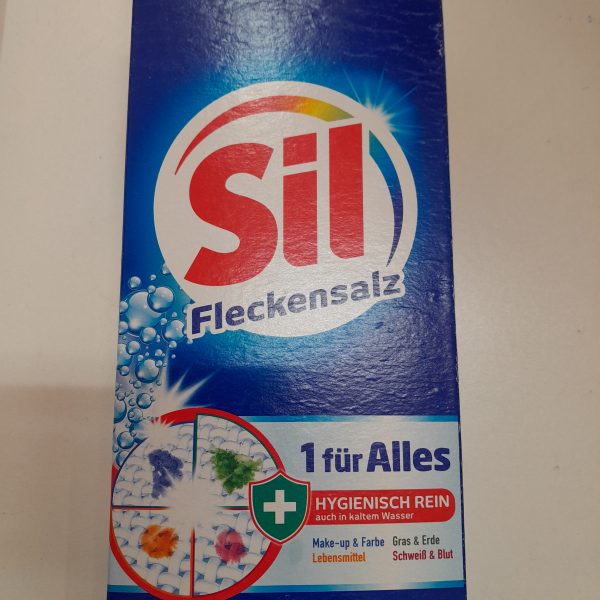 Sil
Fleckensalz
1 für Alles
HYGIENISCH REIN
auch in kaltem Wasser
Make-up & Farbe Gras & Erde
Lebensmittel Schweiß & Blut